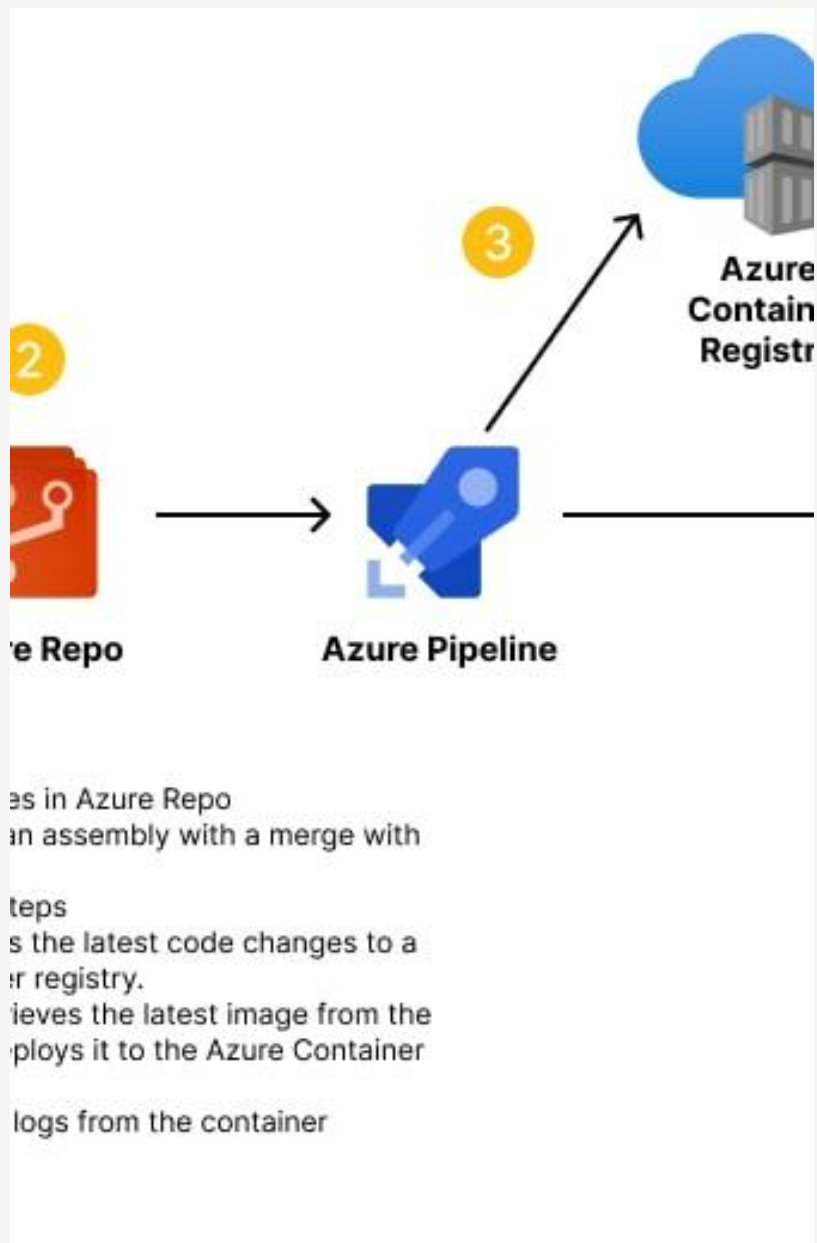 3
Azure
Contain
Registr
2
e Repo
Azure Pipeline
es in Azure Repo
an assembly with a merge with
teps
s the latest code changes to a
er registry.
rieves the latest image from the
ploys it to the Azure Container
logs from the container